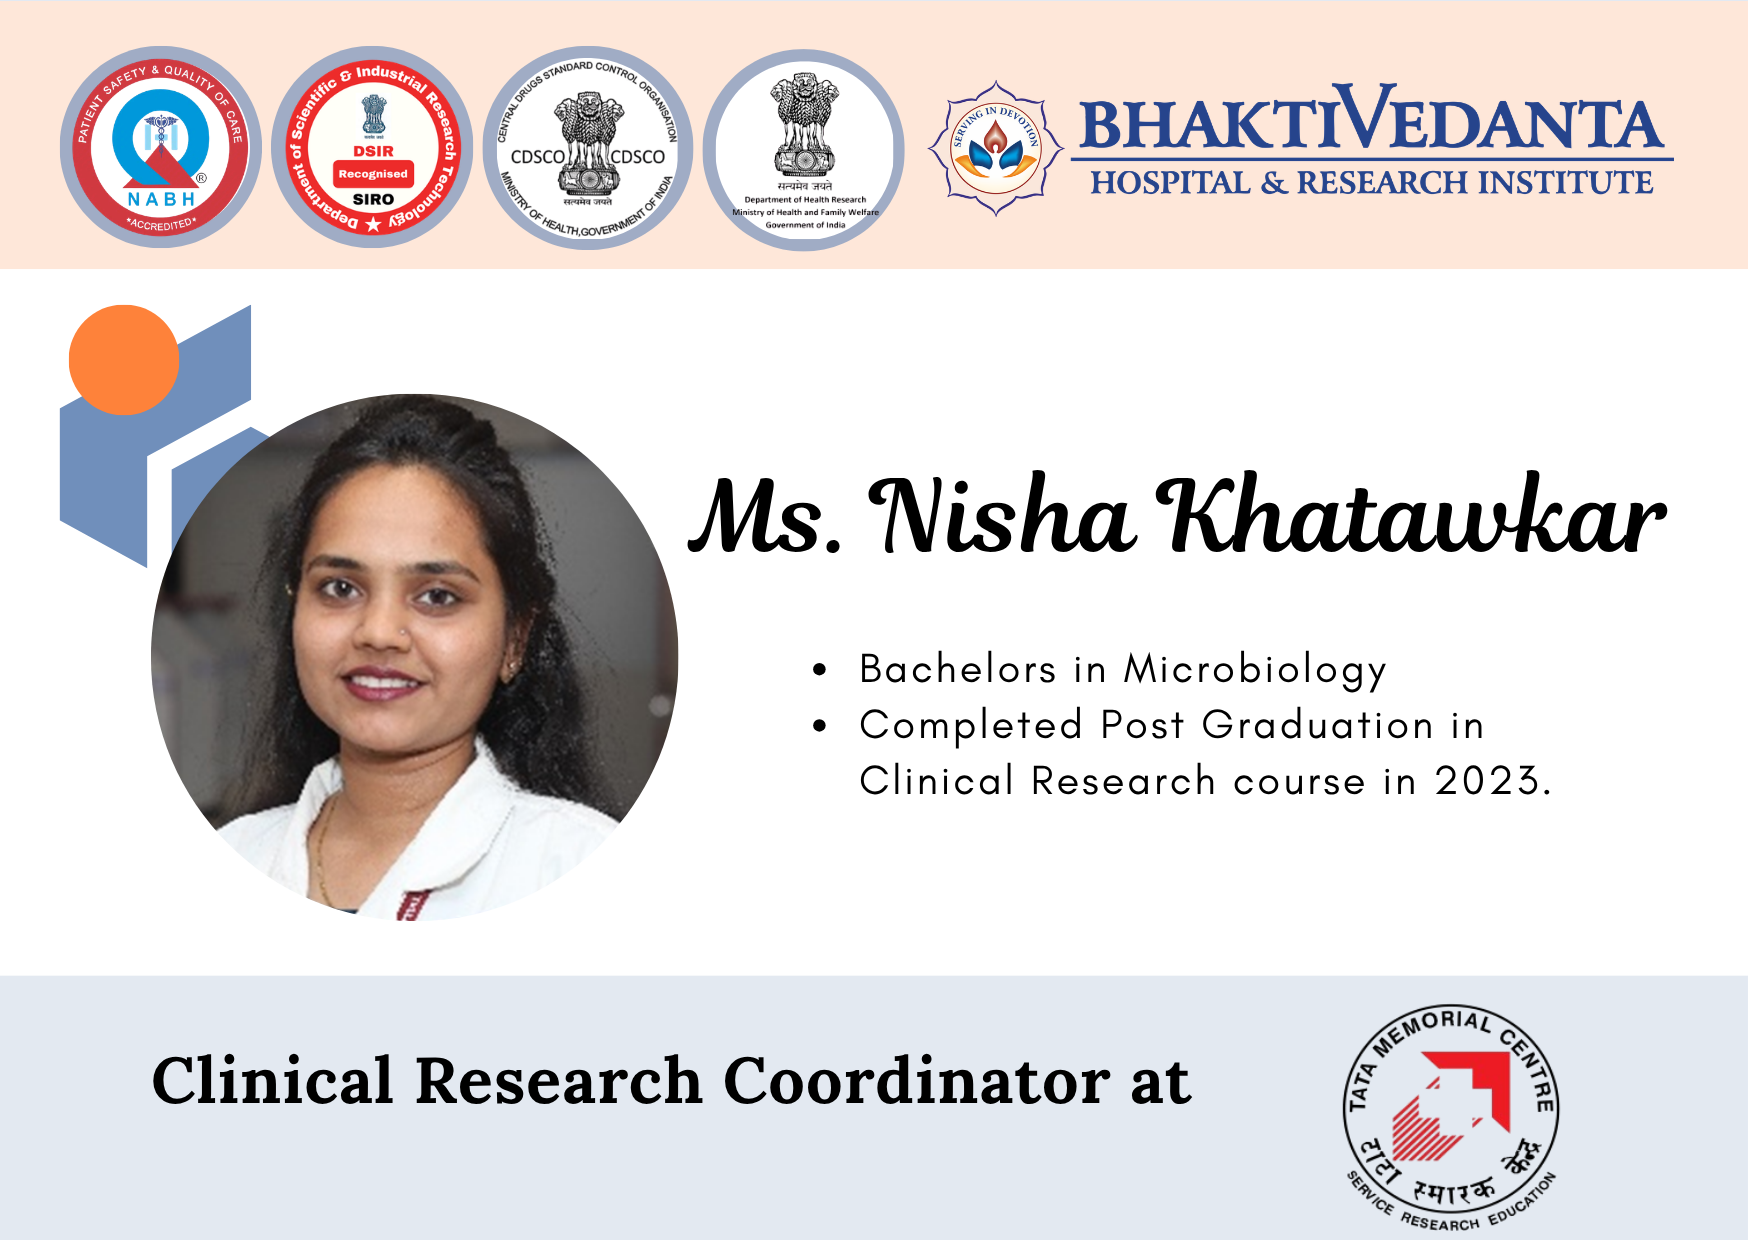 PATIENT SAFETY & QUALITY OF CARE
®
NABH
*ACCREDITED*
Department of Scientific & Industrial Research Technology
DSIR
Recognised
SIRO
CENTRAL DRUGS STANDARD CONTROL ORGANISATION
CDSCO CDSCO
सत्यमेव जयते
MINISTRY OF HEALTH,GOVERNMENT OF INDIA
सत्यमेव जयते
Department of Health Research
Ministry of Health and Family Welfare
Government of India
SERVING IN DEVOTION
BHAKTIVEDANTA
HOSPITAL & RESEARCH INSTITUTE
Ms. Nisha Khatawkar
• Bachelors in Microbiology
• Completed Post Graduation in
Clinical Research course in 2023.
Clinical Research Coordinator at
TATA MEMORIAL CENTRE
टाटा स्मारक केंद्र
SERVICE RESEARCH EDUCATION